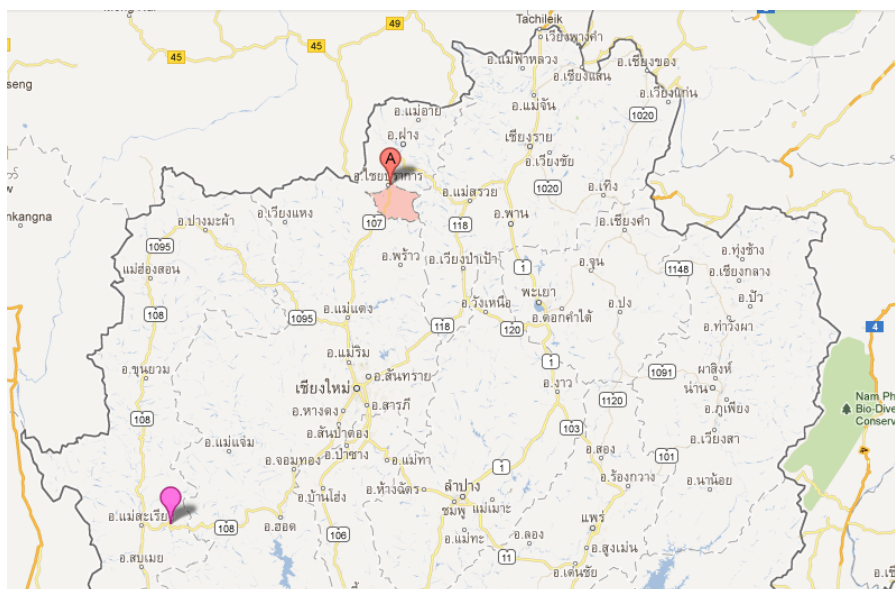 Tachileik
49
45
45
seng
nkangna
A
อ.เวียงพางคำ
อ.แม่ฟ้าหลวง
อ.เชียงแสน
อ.เชียงของ
อ.เวียงแก่น
อ.แม่จัน
1020
อ.แม่อาย
อ.ฝาง
เชียงราย
อ.เวียงชัย
อ.ไชยปราการ
1020
อ.เทิง
อ.แม่สรวย
อ.ปางมะผ้า
อ.เวียงแหง
107
118
อ.พาน
อ.เชียงคำ
1095
แม่ฮ่องสอน
อ.พร้าว
อ.เวียงป่าเป้า
1
อ.จุน
1148
อ.ทุ่งช้าง
อ.เชียงกลาง
อ.ปัว
108
1095
อ.แม่แตง
118
อ.วังเหนือ
พะเยา
อ.ดอกคำใต้
อ.ปง
120
อ.ท่าวังผา
4
อ.แม่ริม
1
อ.ขุนยวม
อ.สันทราย
เชียงใหม่
อ.งาว
1091
ผาสิงห์
น่าน
1120
อ.ภูเพียง
Nam Ph
Bio-Dive
Conserv
อ.หางดง
อ.สารภี
108
อ.สันป่าตอง
103
อ.เวียงสา
อ.แม่แจ่ม
อ.ป่าซาง
อ.สอง
101
4
อ.จอมทอง
อ.แม่ทา
1
อ.ร้องกวาง
อ.นาน้อย
อ.บ้านโฮ่ง
อ.ห้างฉัตร
ลำปาง
ชมพู
แม่เมาะ
อ.แม่สะเรียง
108
อ.ฮอด
106
อ.แม่ทะ
อ.ลอง
แพร่
อ.สูงเม่น
11
อ.สบเมย
อ.เด่นชัย